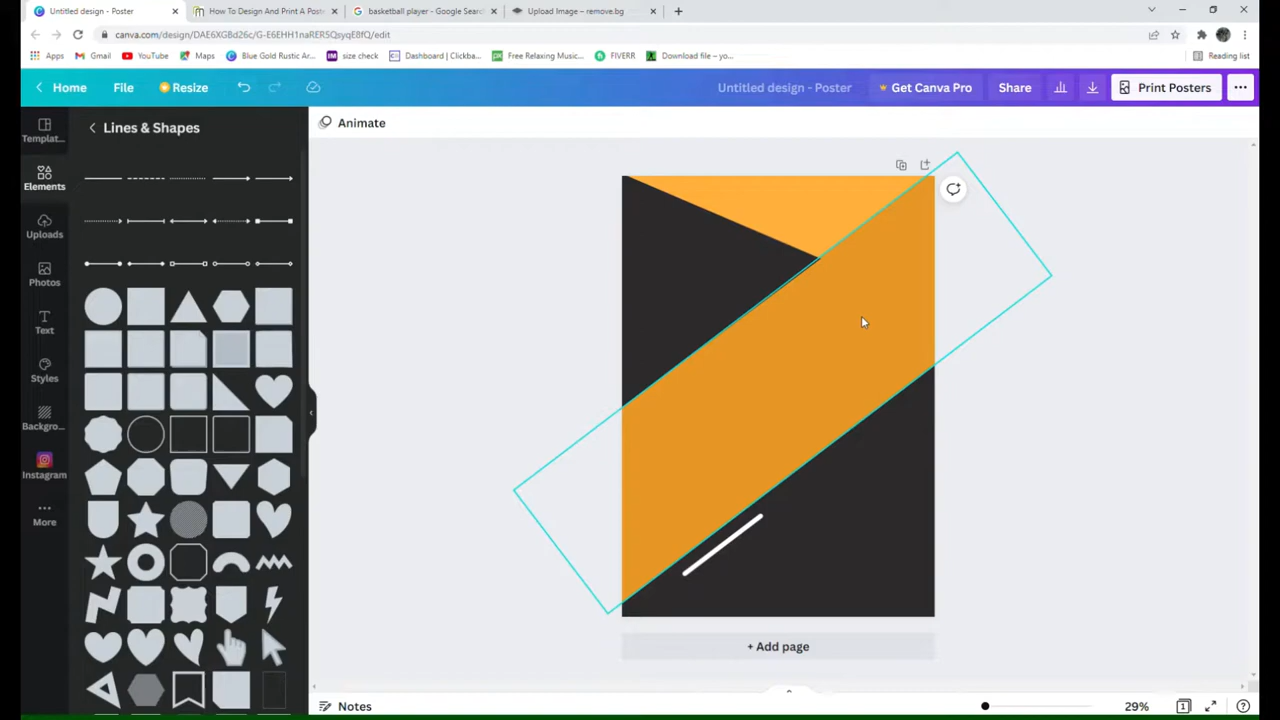 Untitled design - Poster
How To Design And Print A Poste
basketball player - Google Searc
Upload Image – remove.bg
canva.com/design/DAE6XGBd26c/G-E6EHH1naRER5QsyqE8fQ/edit
Apps
Gmail
YouTube
Maps
Blue Gold Rustic Ar...
size check
Dashboard | Clickba...
Free Relaxing Music...
FIVERR
Download file – yo...
Reading list
Home
File
Resize
Untitled design - Poster
Get Canva Pro
Share
Print Posters
Templat...
Lines & Shapes
Animate
Elements
Uploads
Photos
Text
Styles
Backgro...
Instagram
More
+ Add page
Notes
29%
1